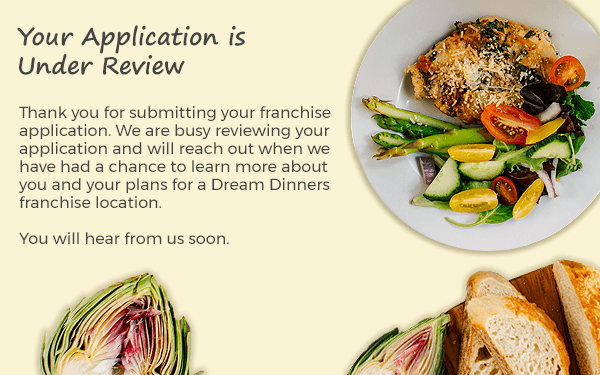 Your Application is
Under Review
Thank you for submitting your franchise
application. We are busy reviewing your
application and will reach out when we
have had a chance to learn more about
you and your plans for a Dream Dinners
franchise location.
You will hear from us soon.